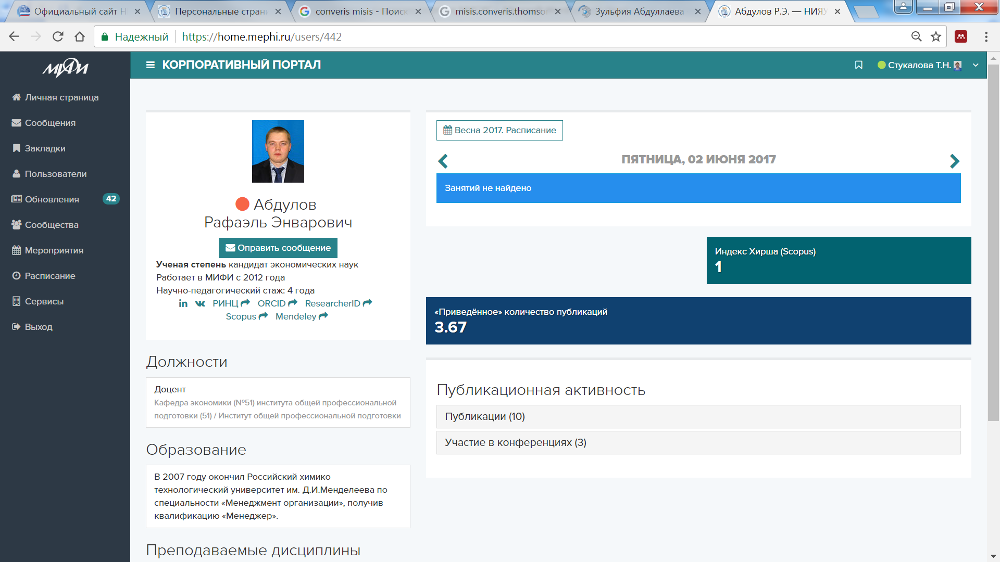 Официальный сайт Н
Персональные стран
converis misis - Поиск
misis.converis.thomso
Зульфия Абдуллаева
Абдулов Р.Э. — НИЯУ
Надежный
https://home.mephi.ru/users/442
МИФИ
КОРПОРАТИВНЫЙ ПОРТАЛ
Стукалова Т.Н.
Личная страница
Сообщения
Закладки
Пользователи
Обновления 42
Сообщества
Мероприятия
Расписание
Сервисы
Выход
Абдулов
Рафаэль Энварович
Оправить сообщение
Ученая степень кандидат экономических наук
Работает в МИФИ с 2012 года
Научно-педагогический стаж: 4 года
in РИНЦ ORCID ResearcherID
Scopus Mendeley
Должности
Доцент
Кафедра экономики (№51) института общей профессиональной
подготовки (51) / Институт общей профессиональной подготовки
Образование
В 2007 году окончил Российский химико
технологический университет им. Д.И.Менделеева по
специальности «Менеджмент организации», получив
квалификацию «Менеджер».
Преподаваемые дисциплины
Весна 2017. Расписание
ПЯТНИЦА, 02 ИЮНЯ 2017
Занятий не найдено
Индекс Хирша (Scopus)
1
«Приведённое» количество публикаций
3.67
Публикационная активность
Публикации (10)
Участие в конференциях (3)